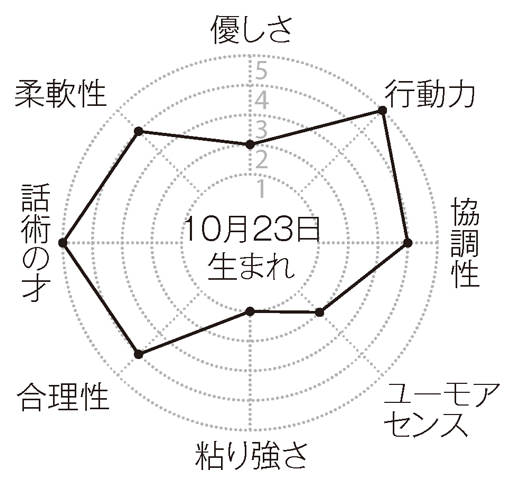 優しさ
行動力
協調性
ユーモア
センス
粘り強さ
合理性
話術の才
柔軟性
5
4
3
2
1
10月23日
生まれ